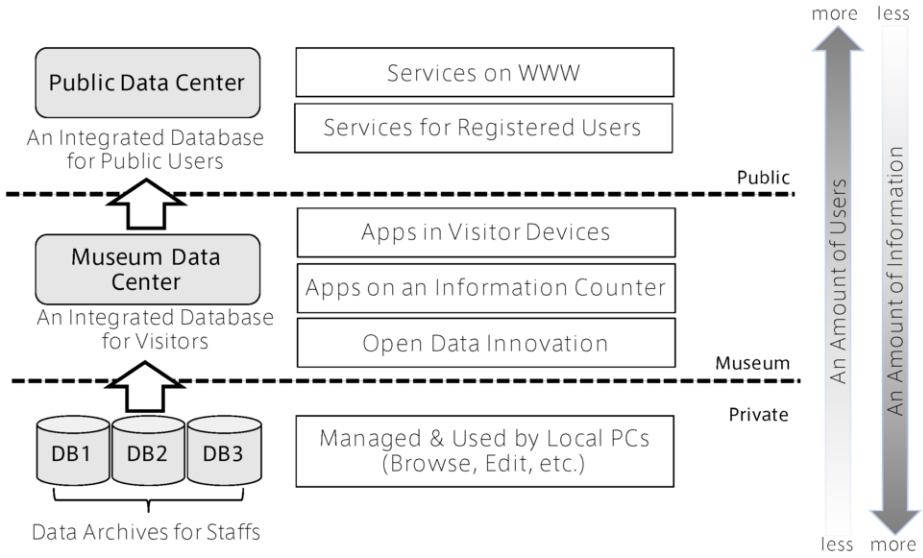 more less
Public Data Center
An Integrated Database
for Public Users
Services on WWW
Services for Registered Users
Public
Museum Data
Center
An Integrated Database
for Visitors
Apps in Visitor Devices
Apps on an Information Counter
Open Data Innovation
Museum
Private
DB1 DB2 DB3
Data Archives for Staffs
Managed & Used by Local PCs
(Browse, Edit, etc.)
An Amount of Users
An Amount of Information
less more